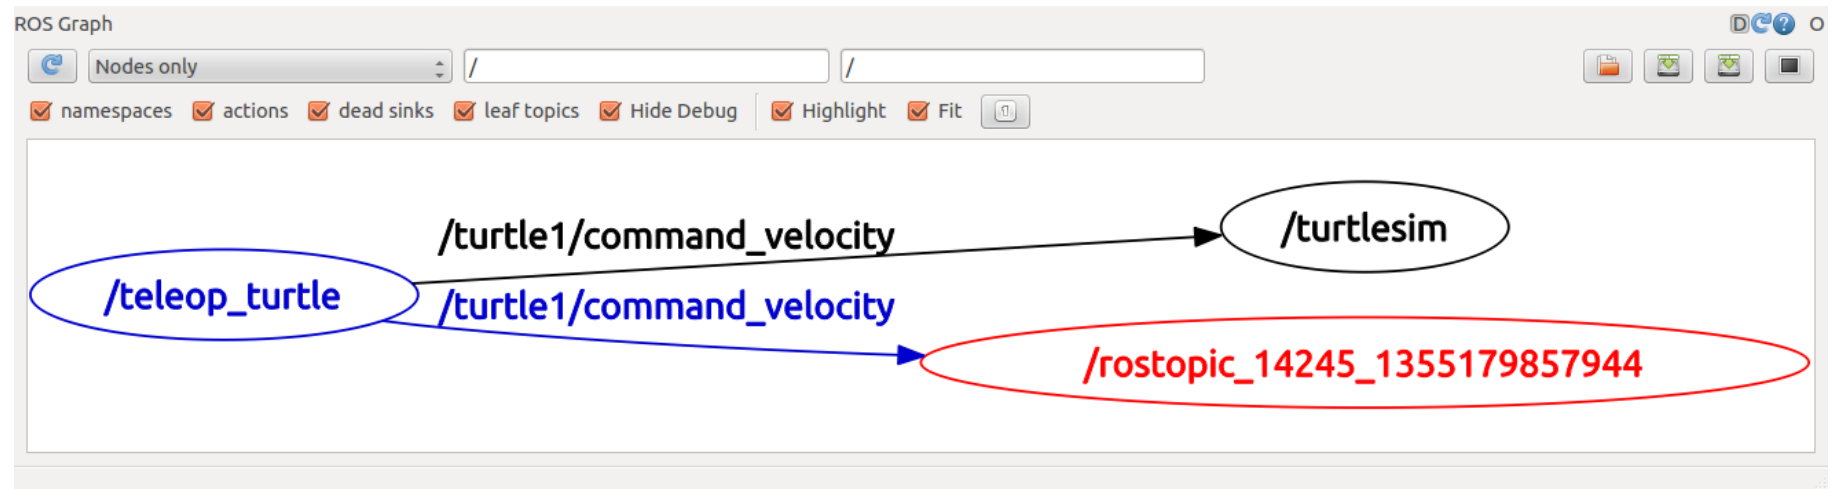 ROS Graph D ? O
Nodes only / /
namespaces actions dead sinks leaf topics Hide Debug Highlight Fit
/turtle1/command_velocity /turtlesim
/teleop_turtle
/turtle1/command_velocity
/rostopic_14245_1355179857944